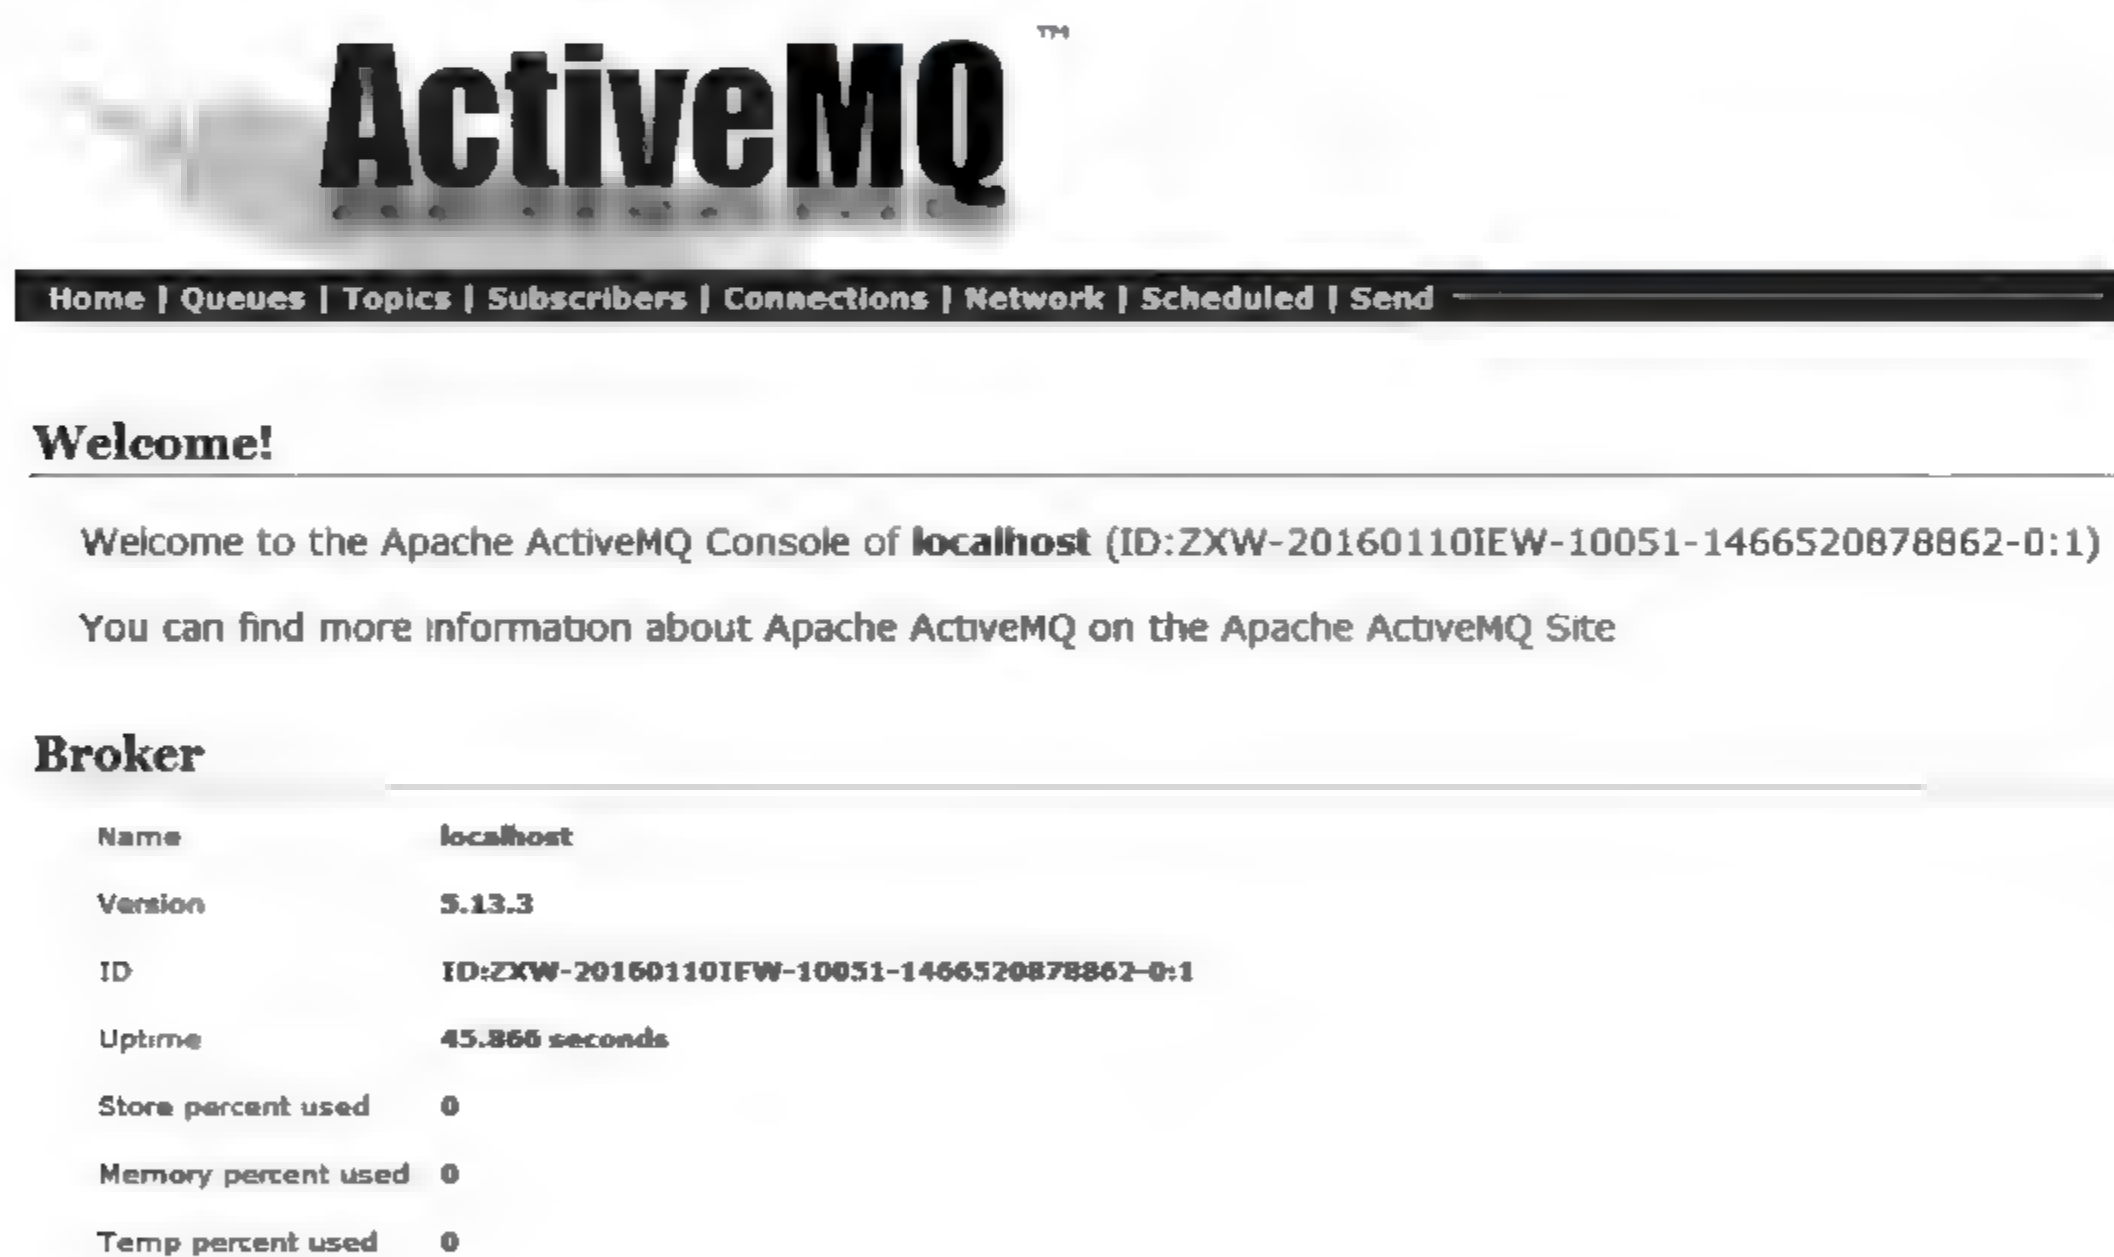 ActiveMQ™
Home | Queues | Topics | Subscribers | Connections | Network | Scheduled | Send
Welcome!
Welcome to the Apache ActiveMQ Console of localhost (ID:ZXW-20160110IEW-10051-1466520878862-0:1)
You can find more information about Apache ActiveMQ on the Apache ActiveMQ Site
Broker
Name localhost
Version 5.13.3
ID ID:ZXW-20160110IEW-10051-1466520878862-0:1
Uptime 45.866 seconds
Store percent used 0
Memory percent used 0
Temp percent used 0